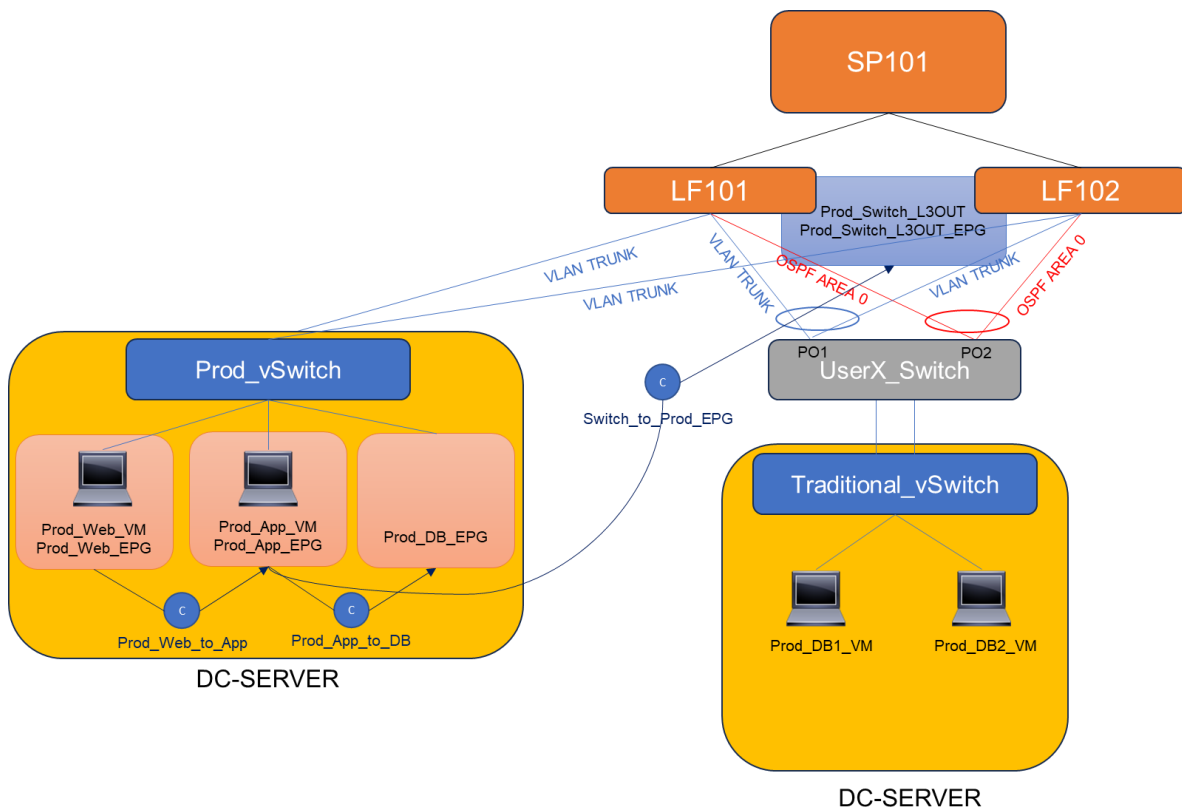 SP101
LF101
LF102
Prod_Switch_L3OUT
Prod_Switch_L3OUT_EPG
VLAN TRUNK
VLAN TRUNK
VLAN TRUNK
OSPF AREA 0
VLAN TRUNK
OSPF AREA 0
Prod_vSwitch
PO1
PO2
UserX_Switch
C
Switch_to_Prod_EPG
Prod_Web_VM
Prod_Web_EPG
Prod_App_VM
Prod_App_EPG
Prod_DB_EPG
C
C
Prod_Web_to_App
Prod_App_to_DB
DC-SERVER
Traditional_vSwitch
Prod_DB1_VM
Prod_DB2_VM
DC-SERVER